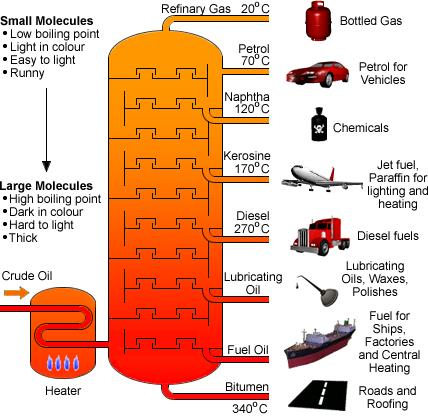 Small Molecules
• Low boiling point
• Light in colour
• Easy to light
• Runny
Large Molecules
• High boiling point
• Dark in colour
• Hard to light
• Thick
Crude Oil
Heater
Refinary Gas 20°C
Petrol
70°C
Naphtha
120°C
Kerosine
170°C
Diesel
270°C
Lubricating
Oil
Fuel Oil
Bitumen
340°C
Bottled Gas
Petrol for
Vehicles
Chemicals
Jet fuel,
Paraffin for
lighting and
heating
Diesel fuels
Lubricating
Oils, Waxes,
Polishes
Fuel for
Ships,
Factories
and Central
Heating
Roads and
Roofing